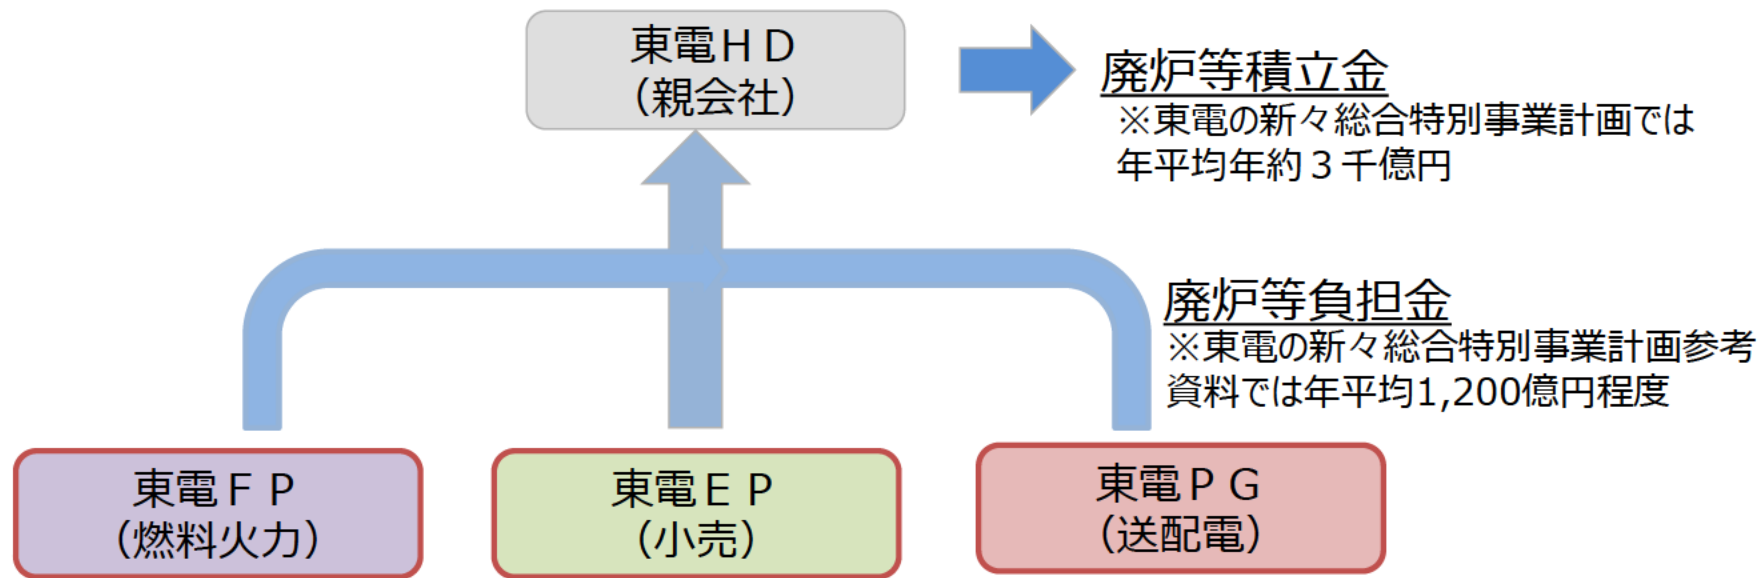 東電ＨＤ
（親会社）
廃炉等積立金
※東電の新々総合特別事業計画では
年平均年約３千億円
廃炉等負担金
※東電の新々総合特別事業計画参考
資料では年平均1,200億円程度
東電ＦＰ
（燃料火力）
東電ＥＰ
（小売）
東電ＰＧ
（送配電）